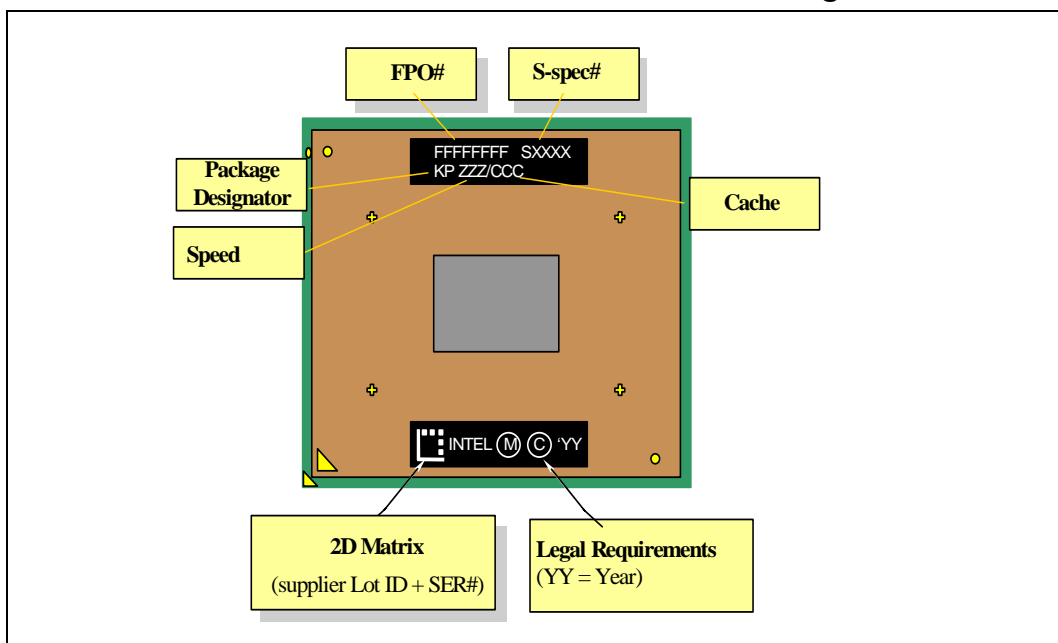 FPO#
S-spec#
FFFFFFFF SXXXX
KP ZZZ/CCC
Package
Designator
Cache
Speed
INTEL M C 'YY
2D Matrix
(supplier Lot ID + SER#)
Legal Requirements
(YY = Year)